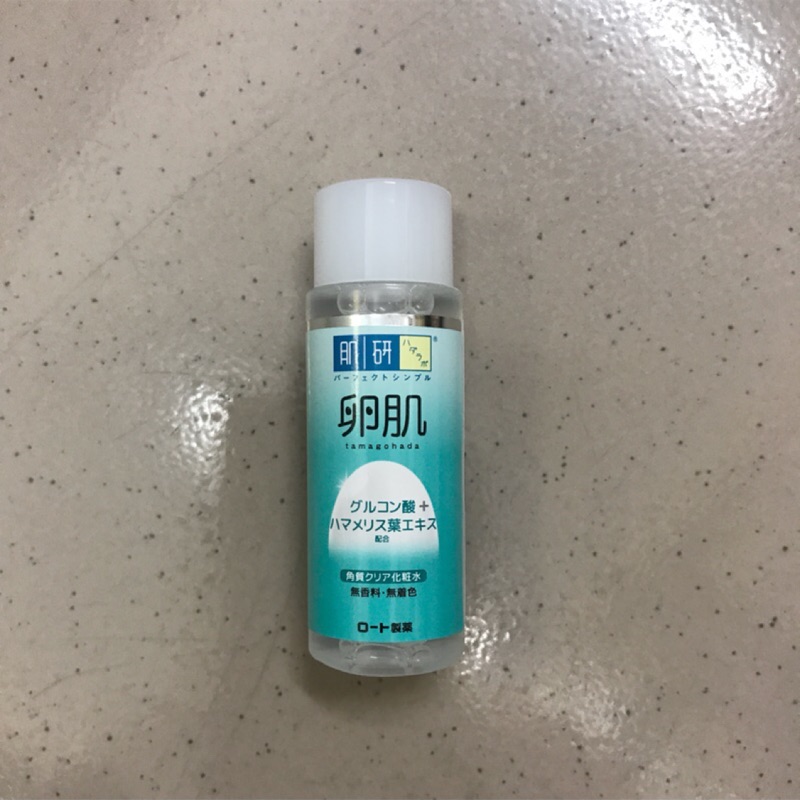 肌研 ハダラボ®
パーフェクトシンプル
卵肌
tamagohada
グルコン酸+
ハマメリス葉エキス
配合
角質クリア化粧水
無香料・無着色
ロート製薬